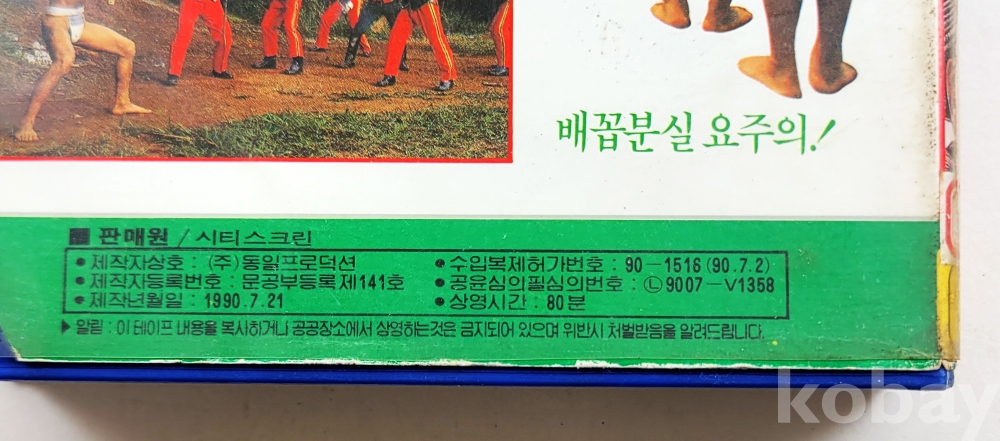 배꼽분실 요주의!
■ 판매원 / 시티스크린
• 제작자상호 : (주)동일프로덕션
• 제작자등록번호 : 문공부등록 제141호
• 제작년월일 : 1990.7.21
• 수입복제허가번호 : 90-1518 (90.7.2)
• 공윤심의필심의번호 : Ⓛ9007-V1358
• 상영시간 : 80분
▶ 알림 : 이 테이프 내용을 복사하거나 공공장소에서 상영하는것은 금지되어 있으며 위반시 처벌받음을 알려드립니다.
kobay